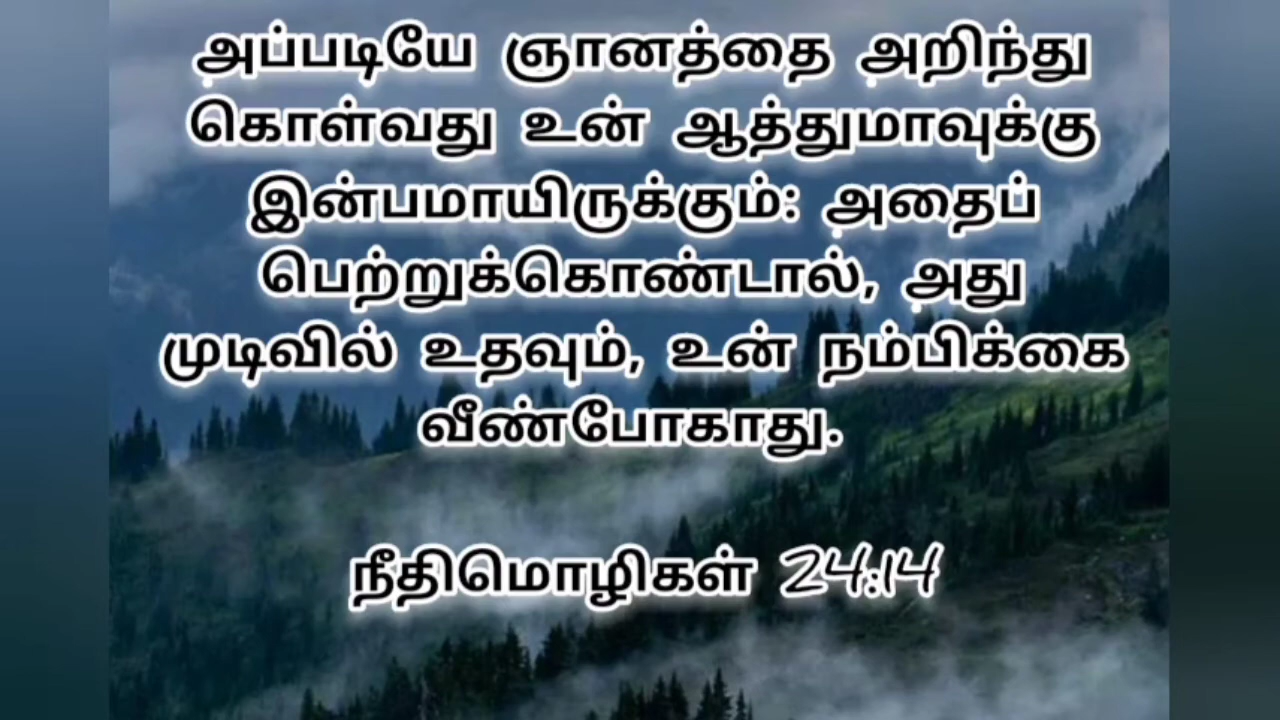 அப்படியே ஞானத்தை அறிந்து
கொள்வது உன் ஆத்துமாவுக்கு
இன்பமாயிருக்கும்: அதைப்
பெற்றுக்கொண்டால், அது
முடிவில் உதவும், உன் நம்பிக்கை
வீண்போகாது.
நீதிமொழிகள் 24:14